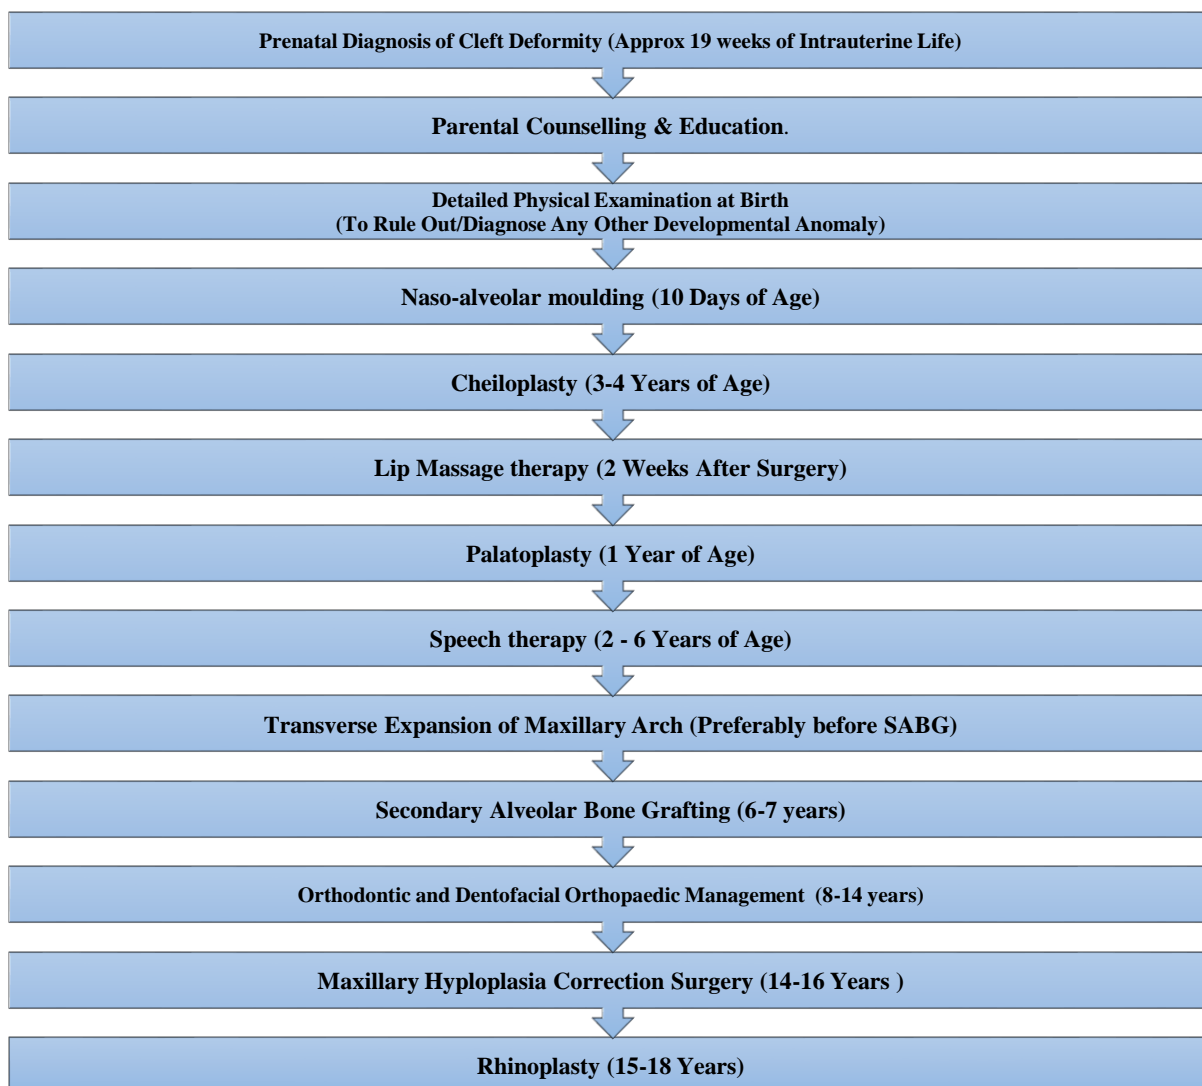 Prenatal Diagnosis of Cleft Deformity (Approx 19 weeks of Intrauterine Life)
Parental Counselling & Education.
Detailed Physical Examination at Birth
(To Rule Out/Diagnose Any Other Developmental Anomaly)
Naso-alveolar moulding (10 Days of Age)
Cheiloplasty (3-4 Years of Age)
Lip Massage therapy (2 Weeks After Surgery)
Palatoplasty (1 Year of Age)
Speech therapy (2 - 6 Years of Age)
Transverse Expansion of Maxillary Arch (Preferably before SABG)
Secondary Alveolar Bone Grafting (6-7 years)
Orthodontic and Dentofacial Orthopaedic Management (8-14 years)
Maxillary Hyploplasia Correction Surgery (14-16 Years )
Rhinoplasty (15-18 Years)